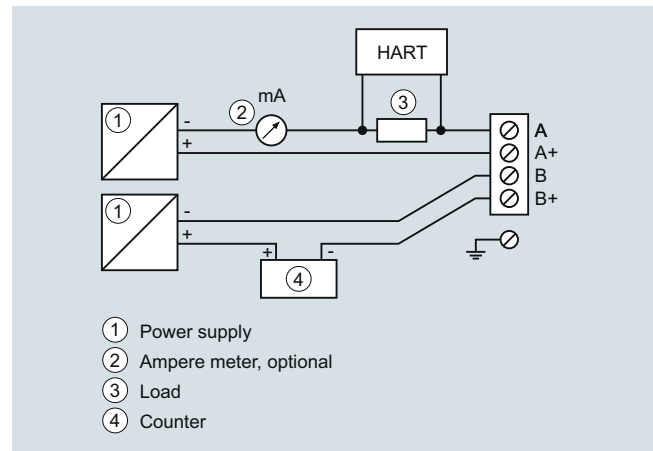 HART
mA
① - ② ③ A
+ A+
B
① - B+
+
+ -
④
① Power supply
② Ampere meter, optional
③ Load
④ Counter